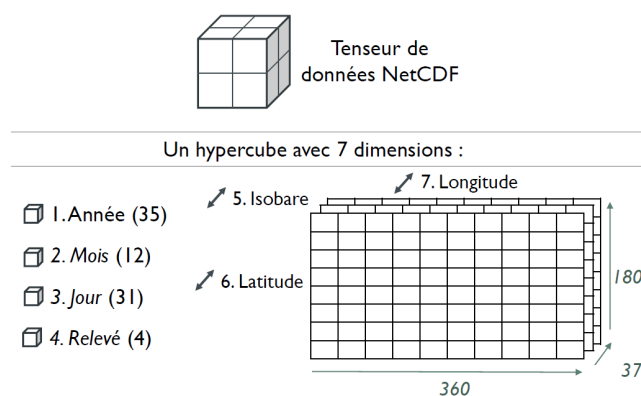 Tenseur de
données NetCDF
Un hypercube avec 7 dimensions :
1. Année (35)
2. Mois (12)
3. Jour (31)
4. Relevé (4)
5. Isobare
6. Latitude
7. Longitude
180
37
360